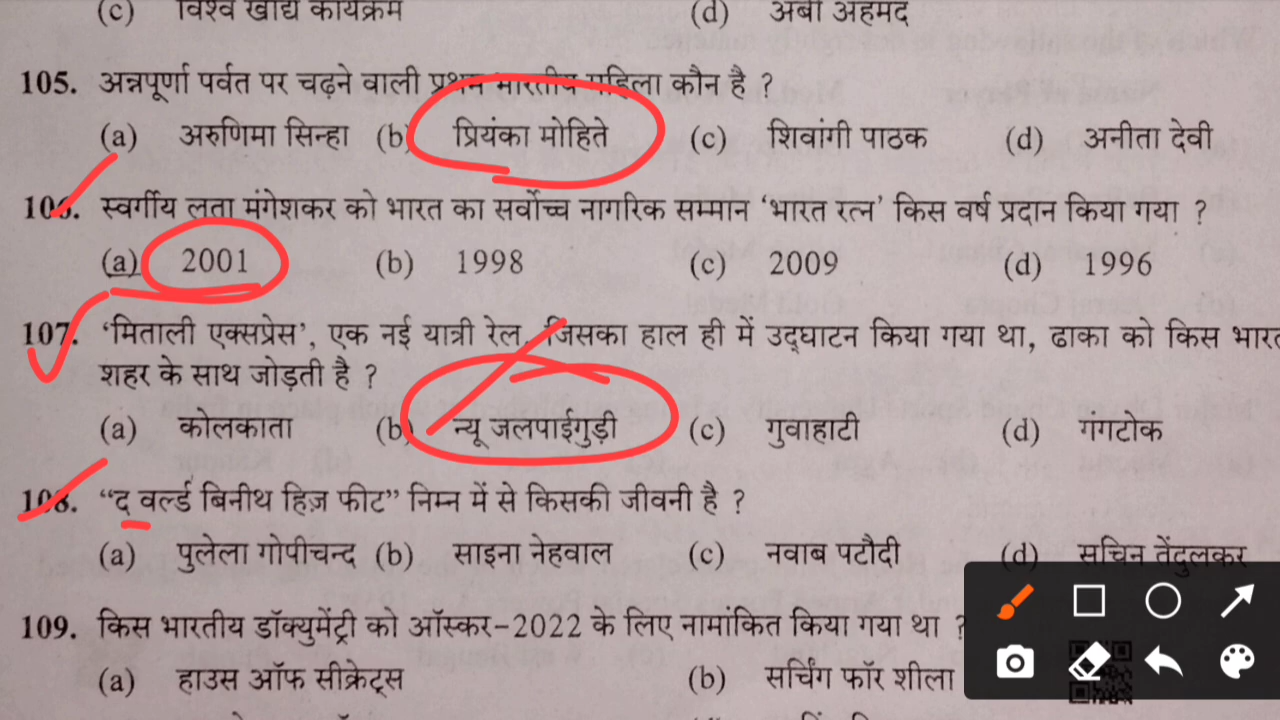 (c) विश्व खाद्य कार्यक्रम (d) अबी अहमद
105. अन्नपूर्णा पर्वत पर चढ़ने वाली प्रथम भारतीय महिला कौन है ?
(a) अरुणिमा सिन्हा (b) प्रियंका मोहिते (c) शिवांगी पाठक (d) अनीता देवी
106. स्वर्गीय लता मंगेशकर को भारत का सर्वोच्च नागरिक सम्मान ‘भारत रत्न’ किस वर्ष प्रदान किया गया ?
(a) 2001 (b) 1998 (c) 2009 (d) 1996
107. ‘मिताली एक्सप्रेस’, एक नई यात्री रेल, जिसका हाल ही में उद्घाटन किया गया था, ढाका को किस भारत
शहर के साथ जोड़ती है ?
(a) कोलकाता (b) न्यू जलपाईगुड़ी (c) गुवाहाटी (d) गंगटोक
108. “द वर्ल्ड बिनीथ हिज़ फीट” निम्न में से किसकी जीवनी है ?
(a) पुलेला गोपीचन्द (b) साइना नेहवाल (c) नवाब पटौदी (d) सचिन तेंदुलकर
109. किस भारतीय डॉक्युमेंट्री को ऑस्कर-2022 के लिए नामांकित किया गया था ?
(a) हाउस ऑफ सीक्रेट्स (b) सर्चिंग फॉर शीला